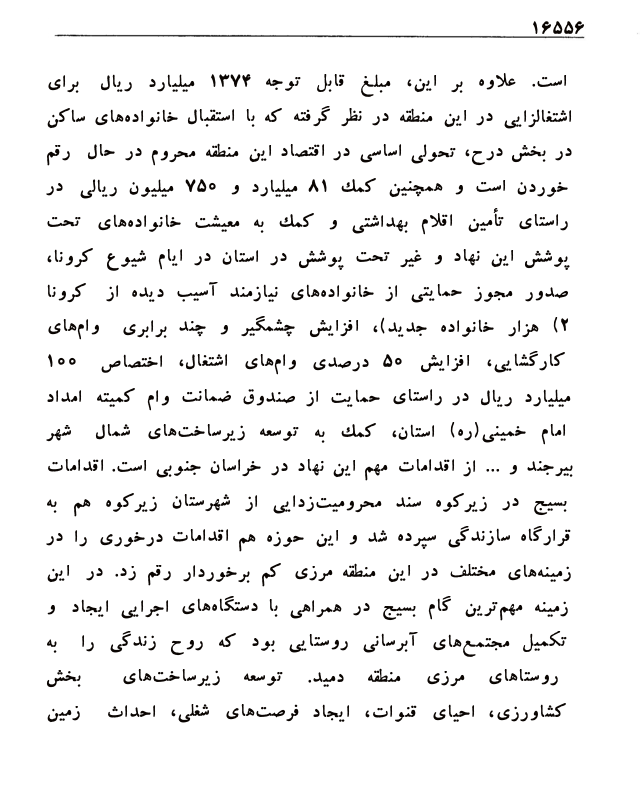 ۱۶۵۵۶
است. علاوه بر این، مبلغ قابل توجه ۱۳۷۴ میلیارد ریال برای
اشتغالزایی در این منطقه در نظر گرفته که با استقبال خانواده‌های ساکن
در بخش درح، تحولی اساسی در اقتصاد این منطقه محروم در حال رقم
خوردن است و همچنین کمك ۸۱ میلیارد و ۷۵۰ میلیون ریالی در
راستای تأمین اقلام بهداشتی و کمك به معیشت خانواده‌های تحت
پوشش این نهاد و غیر تحت پوشش در استان در ایام شیوع کرونا،
صدور مجوز حمایتی از خانواده‌های نیازمند آسیب دیده از کرونا
۲) هزار خانواده جدید)، افزایش چشمگیر و چند برابری وام‌های
کارگشایی، افزایش ۵۰ درصدی وام‌های اشتغال، اختصاص ۱۰۰
میلیارد ریال در راستای حمایت از صندوق ضمانت وام کمیته امداد
امام خمینی(ره) استان، کمك به توسعه زیرساخت‌های شمال شهر
بیرجند و ... از اقدامات مهم این نهاد در خراسان جنوبی است. اقدامات
بسیج در زیرکوه سند محرومیت‌زدایی از شهرستان زیرکوه هم به
قرارگاه سازندگی سپرده شد و این حوزه هم اقدامات درخوری را در
زمینه‌های مختلف در این منطقه مرزی کم برخوردار رقم زد. در این
زمینه مهم‌ترین گام بسیج در همراهی با دستگاه‌های اجرایی ایجاد و
تکمیل مجتمع‌های آبرسانی روستایی بود که روح زندگی را به
روستاهای مرزی منطقه دمید. توسعه زیرساخت‌های بخش
کشاورزی، احیای قنوات، ایجاد فرصت‌های شغلی، احداث زمین